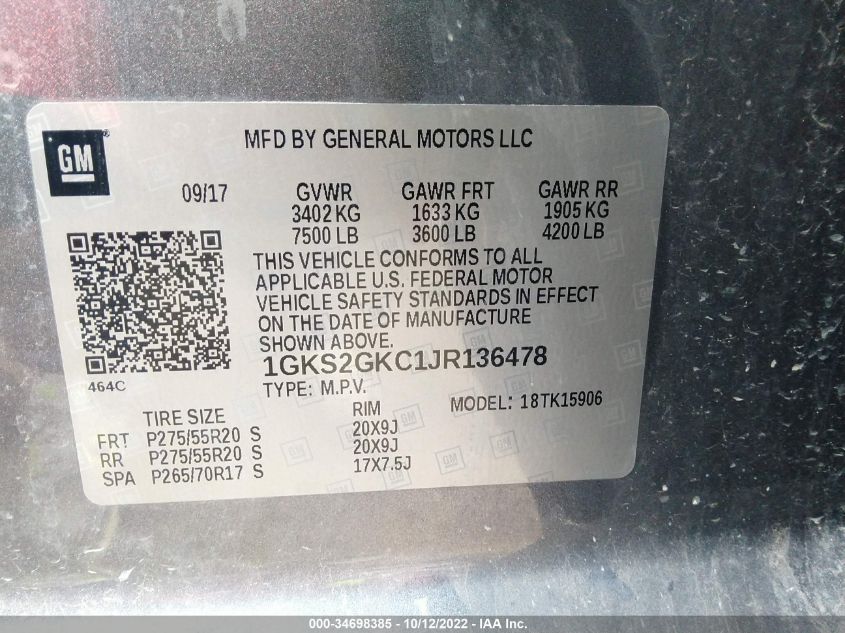 GM
MFD BY GENERAL MOTORS LLC
09/17 GVWR GAWR FRT GAWR RR
3402 KG 1633 KG 1905 KG
7500 LB 3600 LB 4200 LB
THIS VEHICLE CONFORMS TO ALL
APPLICABLE U.S. FEDERAL MOTOR
VEHICLE SAFETY STANDARDS IN EFFECT
ON THE DATE OF MANUFACTURE
SHOWN ABOVE.
1GKS2GKC1JR136478
464C
TYPE: M.P.V. MODEL: 18TK15906
TIRE SIZE RIM
FRT P275/55R20 S 20X9J
RR P275/55R20 S 20X9J
SPA P265/70R17 S 17X7.5J
000-34698385 - 10/12/2022 - IAA Inc.